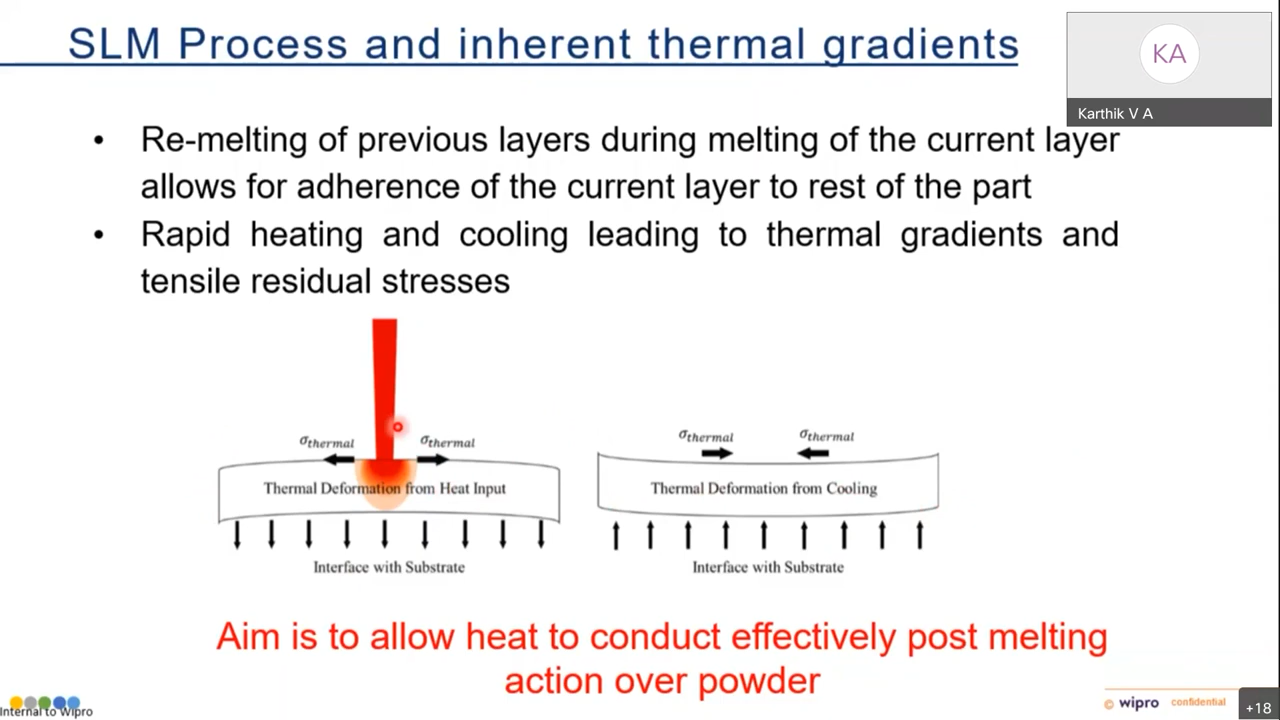 SLM Process and inherent thermal gradients
KA
Karthik V A
• Re-melting of previous layers during melting of the current layer
allows for adherence of the current layer to rest of the part
• Rapid heating and cooling leading to thermal gradients and
tensile residual stresses
σthermal σthermal
Thermal Deformation from Heat Input
Interface with Substrate
σthermal σthermal
Thermal Deformation from Cooling
Interface with Substrate
Aim is to allow heat to conduct effectively post melting
action over powder
Internal to Wipro
© wipro confidential
+18